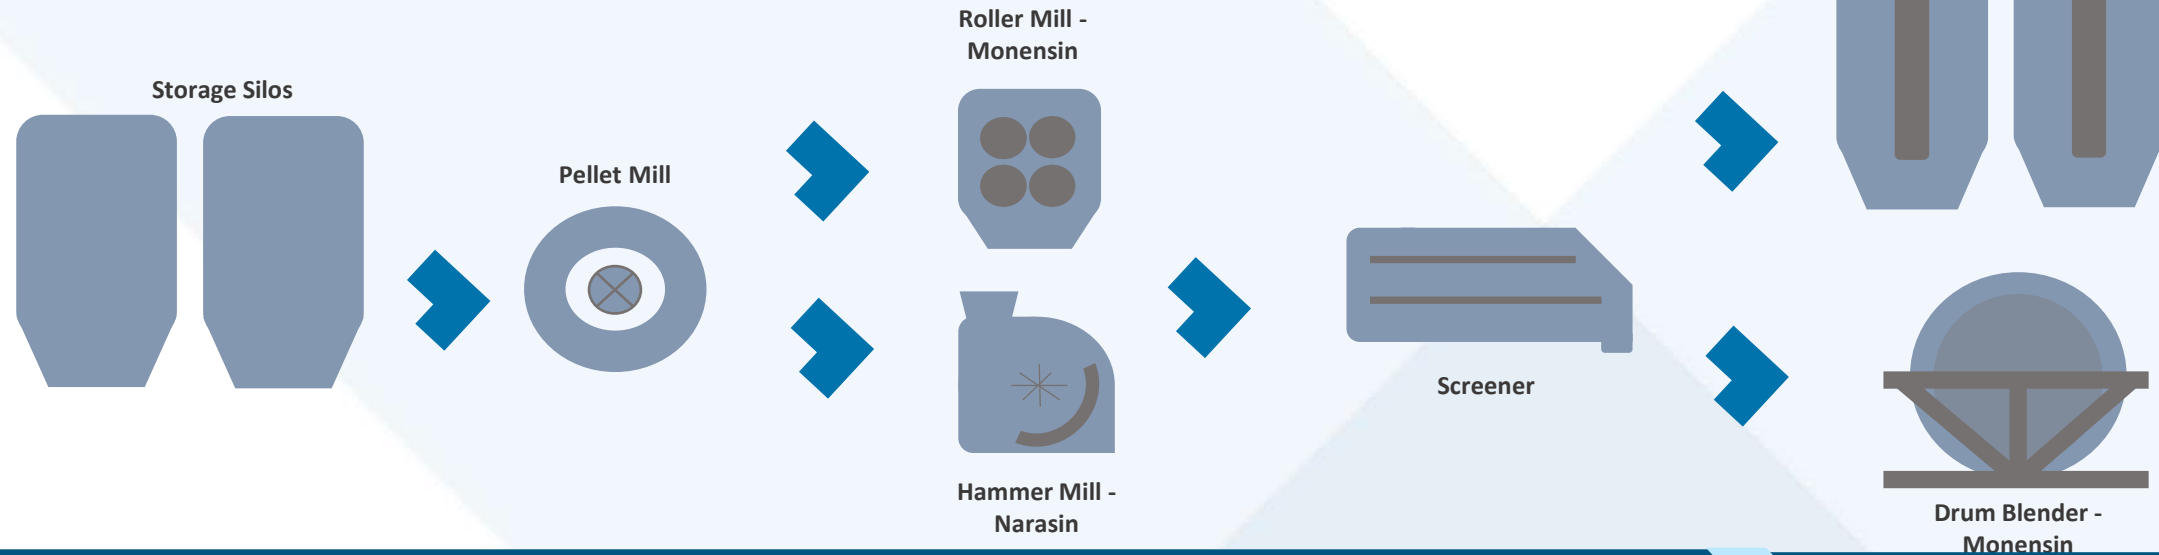 Storage Silos
Pellet Mill
Roller Mill -
Monensin
Hammer Mill -
Narasin
Screener
Drum Blender -
Monensin